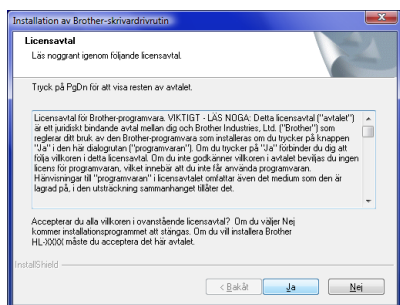 Installation av Brother-skrivardrivrutin
Licensavtal
Läs noggrant igenom följande licensavtal.
Tryck på PgDn för att visa resten av avtalet.
Licensavtal för Brother-programvara. VIKTIGT - LÄS NOGA: Detta licensavtal ("avtalet")
är ett juridiskt bindande avtal mellan dig och Brother Industries, Ltd. ("Brother") som
reglerar ditt bruk av den Brother-programvara som installeras om du trycker på knappen
"Ja" i den här dialogrutan ("programvaran"). Om du trycker på "Ja" förbinder du dig att
följa villkoren i detta licensavtal. Om du inte godkänner villkoren i avtalet beviljas du ingen
licens för programvaran, vilket innebär att du inte får använda programvaran.
Hänvisningar till "programvaran" i licensavtalet omfattar även det medium som den är
lagrad på, i den utsträckning sammanhanget tillåter det.
Accepterar du alla villkoren i ovanstående licensavtal? Om du väljer Nej
kommer installationsprogrammet att stängas. Om du vill installera Brother
HL-XXXX måste du acceptera det här avtalet.
InstallShield
< Bakåt
Ja
Nej